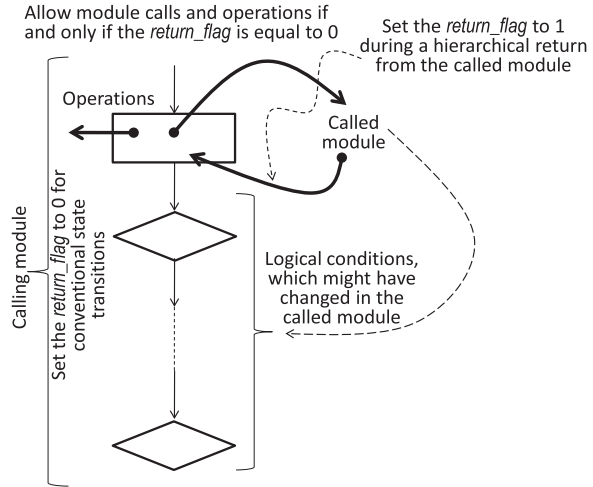 Allow module calls and operations if
and only if the return_flag is equal to 0
Set the return_flag to 1
during a hierarchical return
from the called module
Operations
Called
module
Calling module
Set the return_flag to 0 for
conventional state
transitions
Logical conditions,
which might have
changed in the
called module